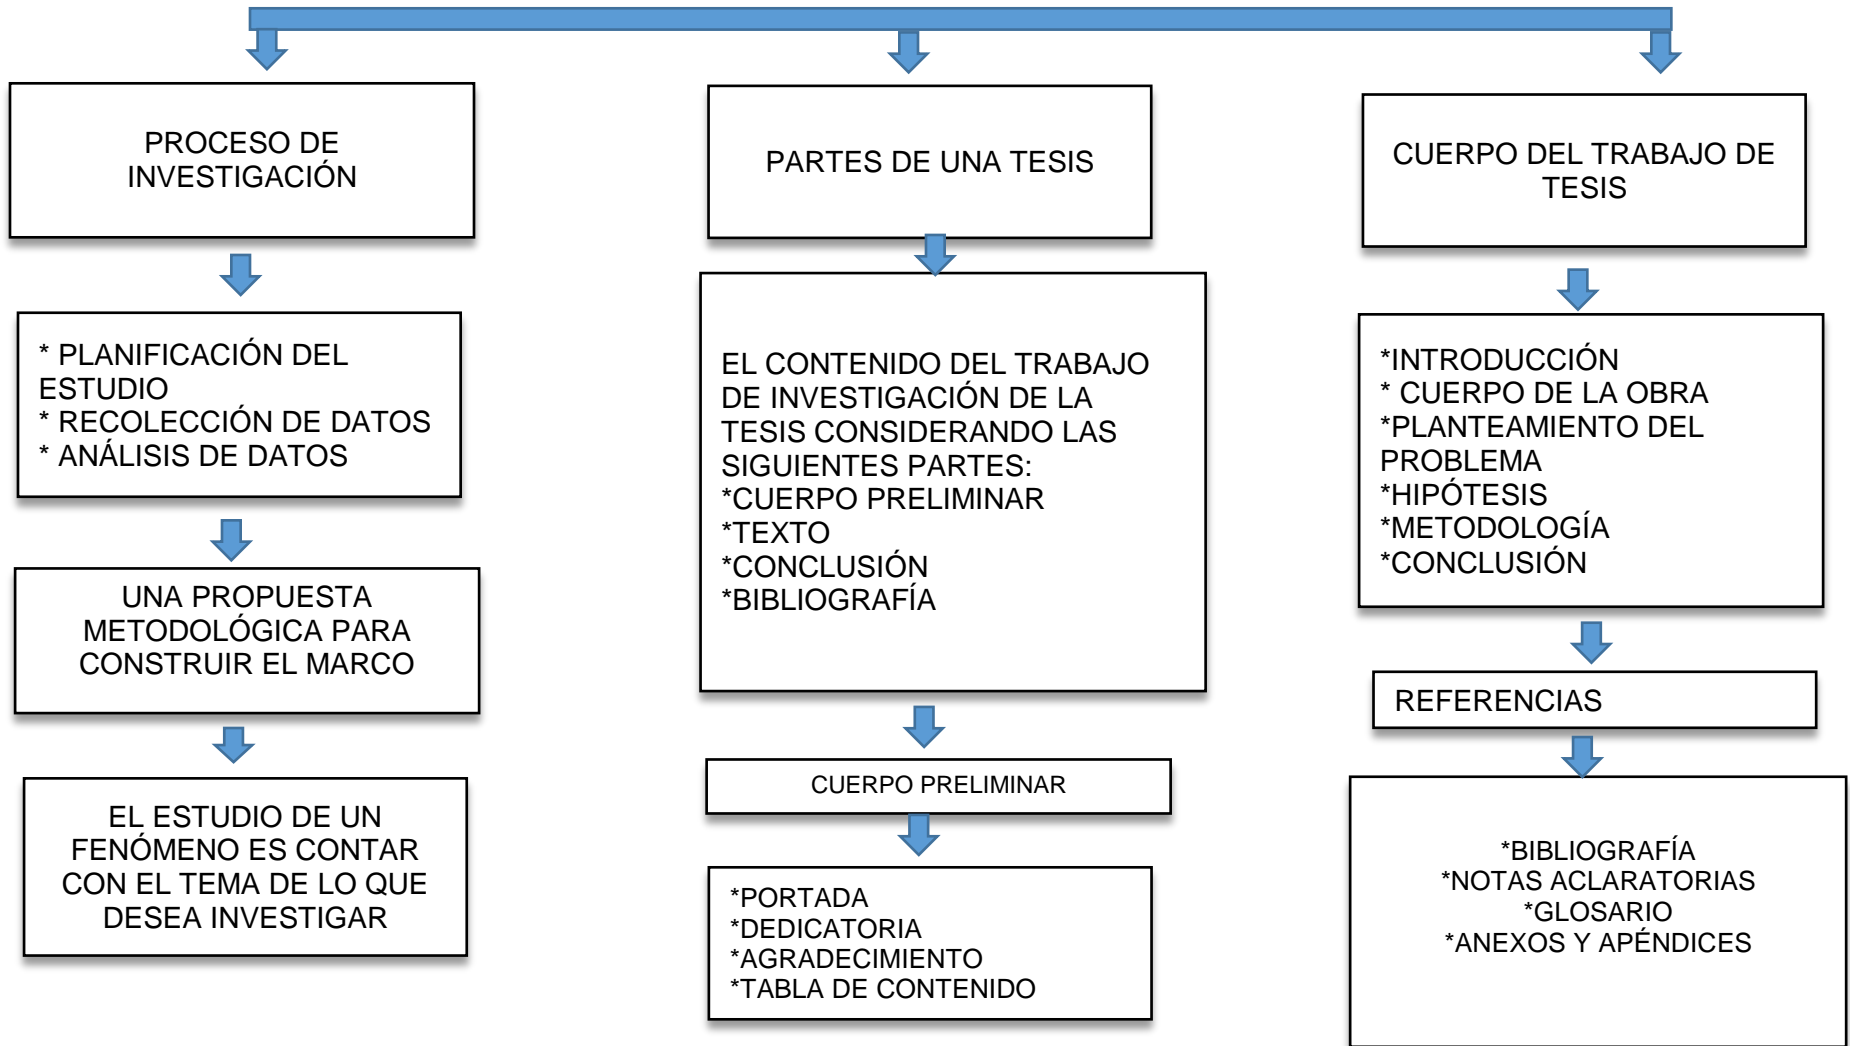 PROCESO DE
INVESTIGACIÓN
* PLANIFICACIÓN DEL
ESTUDIO
* RECOLECCIÓN DE DATOS
* ANÁLISIS DE DATOS
UNA PROPUESTA
METODOLÓGICA PARA
CONSTRUIR EL MARCO
EL ESTUDIO DE UN
FENÓMENO ES CONTAR
CON EL TEMA DE LO QUE
DESEA INVESTIGAR
PARTES DE UNA TESIS
EL CONTENIDO DEL TRABAJO
DE INVESTIGACIÓN DE LA
TESIS CONSIDERANDO LAS
SIGUIENTES PARTES:
*CUERPO PRELIMINAR
*TEXTO
*CONCLUSIÓN
*BIBLIOGRAFÍA
CUERPO PRELIMINAR
*PORTADA
*DEDICATORIA
*AGRADECIMIENTO
*TABLA DE CONTENIDO
CUERPO DEL TRABAJO DE
TESIS
*INTRODUCCIÓN
* CUERPO DE LA OBRA
*PLANTEAMIENTO DEL
PROBLEMA
*HIPÓTESIS
*METODOLOGÍA
*CONCLUSIÓN
REFERENCIAS
*BIBLIOGRAFÍA
*NOTAS ACLARATORIAS
*GLOSARIO
*ANEXOS Y APÉNDICES